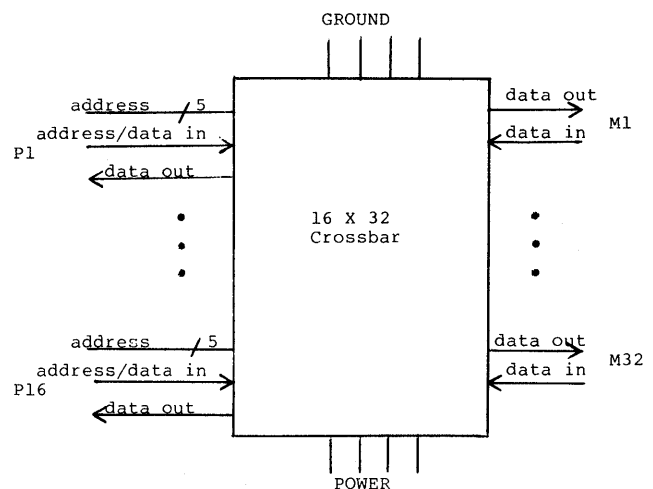 GROUND
address 5
address/data in
P1
data out
data out
M1
data in
16 X 32
Crossbar
address 5
address/data in
P16
data out
data out
M32
data in
POWER